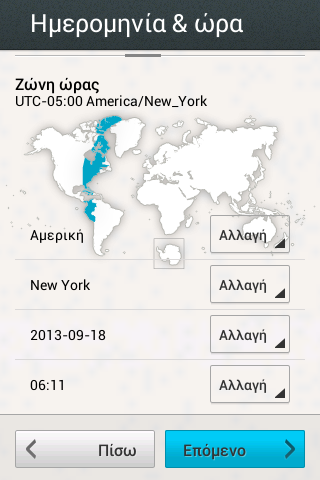 Ημερομηνία & ώρα
Ζώνη ώρας
UTC-05:00 America/New_York
Αμερική
Αλλαγή
New York
Αλλαγή
2013-09-18
Αλλαγή
06:11
Αλλαγή
Πίσω
Επόμενο